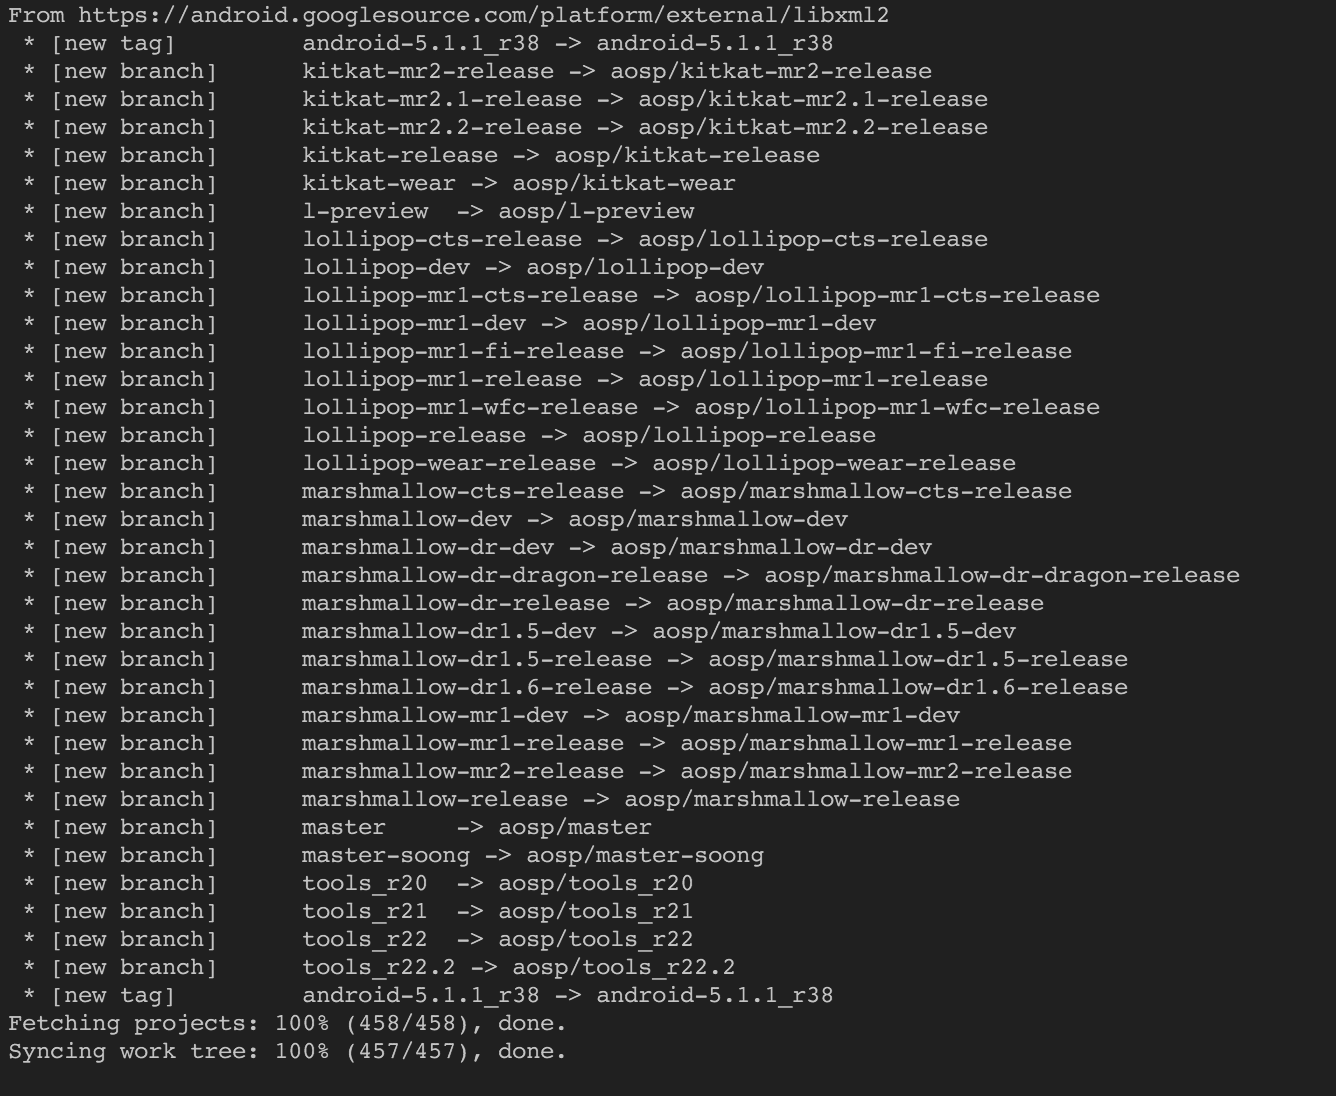 From https://android.googlesource.com/platform/external/libxml2
 * [new tag]         android-5.1.1_r38 -> android-5.1.1_r38
 * [new branch]      kitkat-mr2-release -> aosp/kitkat-mr2-release
 * [new branch]      kitkat-mr2.1-release -> aosp/kitkat-mr2.1-release
 * [new branch]      kitkat-mr2.2-release -> aosp/kitkat-mr2.2-release
 * [new branch]      kitkat-release -> aosp/kitkat-release
 * [new branch]      kitkat-wear -> aosp/kitkat-wear
 * [new branch]      l-preview  -> aosp/l-preview
 * [new branch]      lollipop-cts-release -> aosp/lollipop-cts-release
 * [new branch]      lollipop-dev -> aosp/lollipop-dev
 * [new branch]      lollipop-mr1-cts-release -> aosp/lollipop-mr1-cts-release
 * [new branch]      lollipop-mr1-dev -> aosp/lollipop-mr1-dev
 * [new branch]      lollipop-mr1-fi-release -> aosp/lollipop-mr1-fi-release
 * [new branch]      lollipop-mr1-release -> aosp/lollipop-mr1-release
 * [new branch]      lollipop-mr1-wfc-release -> aosp/lollipop-mr1-wfc-release
 * [new branch]      lollipop-release -> aosp/lollipop-release
 * [new branch]      lollipop-wear-release -> aosp/lollipop-wear-release
 * [new branch]      marshmallow-cts-release -> aosp/marshmallow-cts-release
 * [new branch]      marshmallow-dev -> aosp/marshmallow-dev
 * [new branch]      marshmallow-dr-dev -> aosp/marshmallow-dr-dev
 * [new branch]      marshmallow-dr-dragon-release -> aosp/marshmallow-dr-dragon-release
 * [new branch]      marshmallow-dr-release -> aosp/marshmallow-dr-release
 * [new branch]      marshmallow-dr1.5-dev -> aosp/marshmallow-dr1.5-dev
 * [new branch]      marshmallow-dr1.5-release -> aosp/marshmallow-dr1.5-release
 * [new branch]      marshmallow-dr1.6-release -> aosp/marshmallow-dr1.6-release
 * [new branch]      marshmallow-mr1-dev -> aosp/marshmallow-mr1-dev
 * [new branch]      marshmallow-mr1-release -> aosp/marshmallow-mr1-release
 * [new branch]      marshmallow-mr2-release -> aosp/marshmallow-mr2-release
 * [new branch]      marshmallow-release -> aosp/marshmallow-release
 * [new branch]      master     -> aosp/master
 * [new branch]      master-soong -> aosp/master-soong
 * [new branch]      tools_r20  -> aosp/tools_r20
 * [new branch]      tools_r21  -> aosp/tools_r21
 * [new branch]      tools_r22  -> aosp/tools_r22
 * [new branch]      tools_r22.2 -> aosp/tools_r22.2
 * [new tag]         android-5.1.1_r38 -> android-5.1.1_r38
Fetching projects: 100% (458/458), done.
Syncing work tree: 100% (457/457), done.